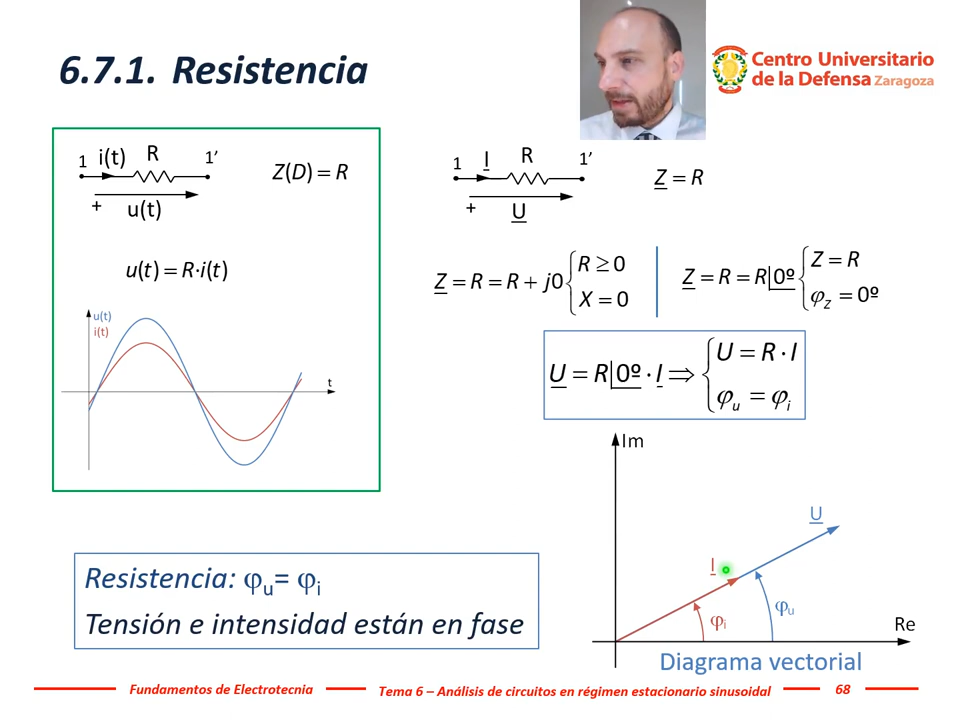 6.7.1. Resistencia
Centro Universitario
de la Defensa Zaragoza
1 i(t) R 1’
Z(D) = R
+ u(t)
u(t) = R·i(t)
u(t)
i(t)
t
1 I R 1’
Z = R
+ U
Z = R = R + j0 { R ≥ 0
X = 0
Z = R = R|0º { Z = R
φZ = 0º
U = R|0º · I ⇒ { U = R · I
φu = φi
Im
U
I
φu
φi
Re
Diagrama vectorial
Resistencia: φu= φi
Tensión e intensidad están en fase
Fundamentos de Electrotecnia
Tema 6 – Análisis de circuitos en régimen estacionario sinusoidal
68